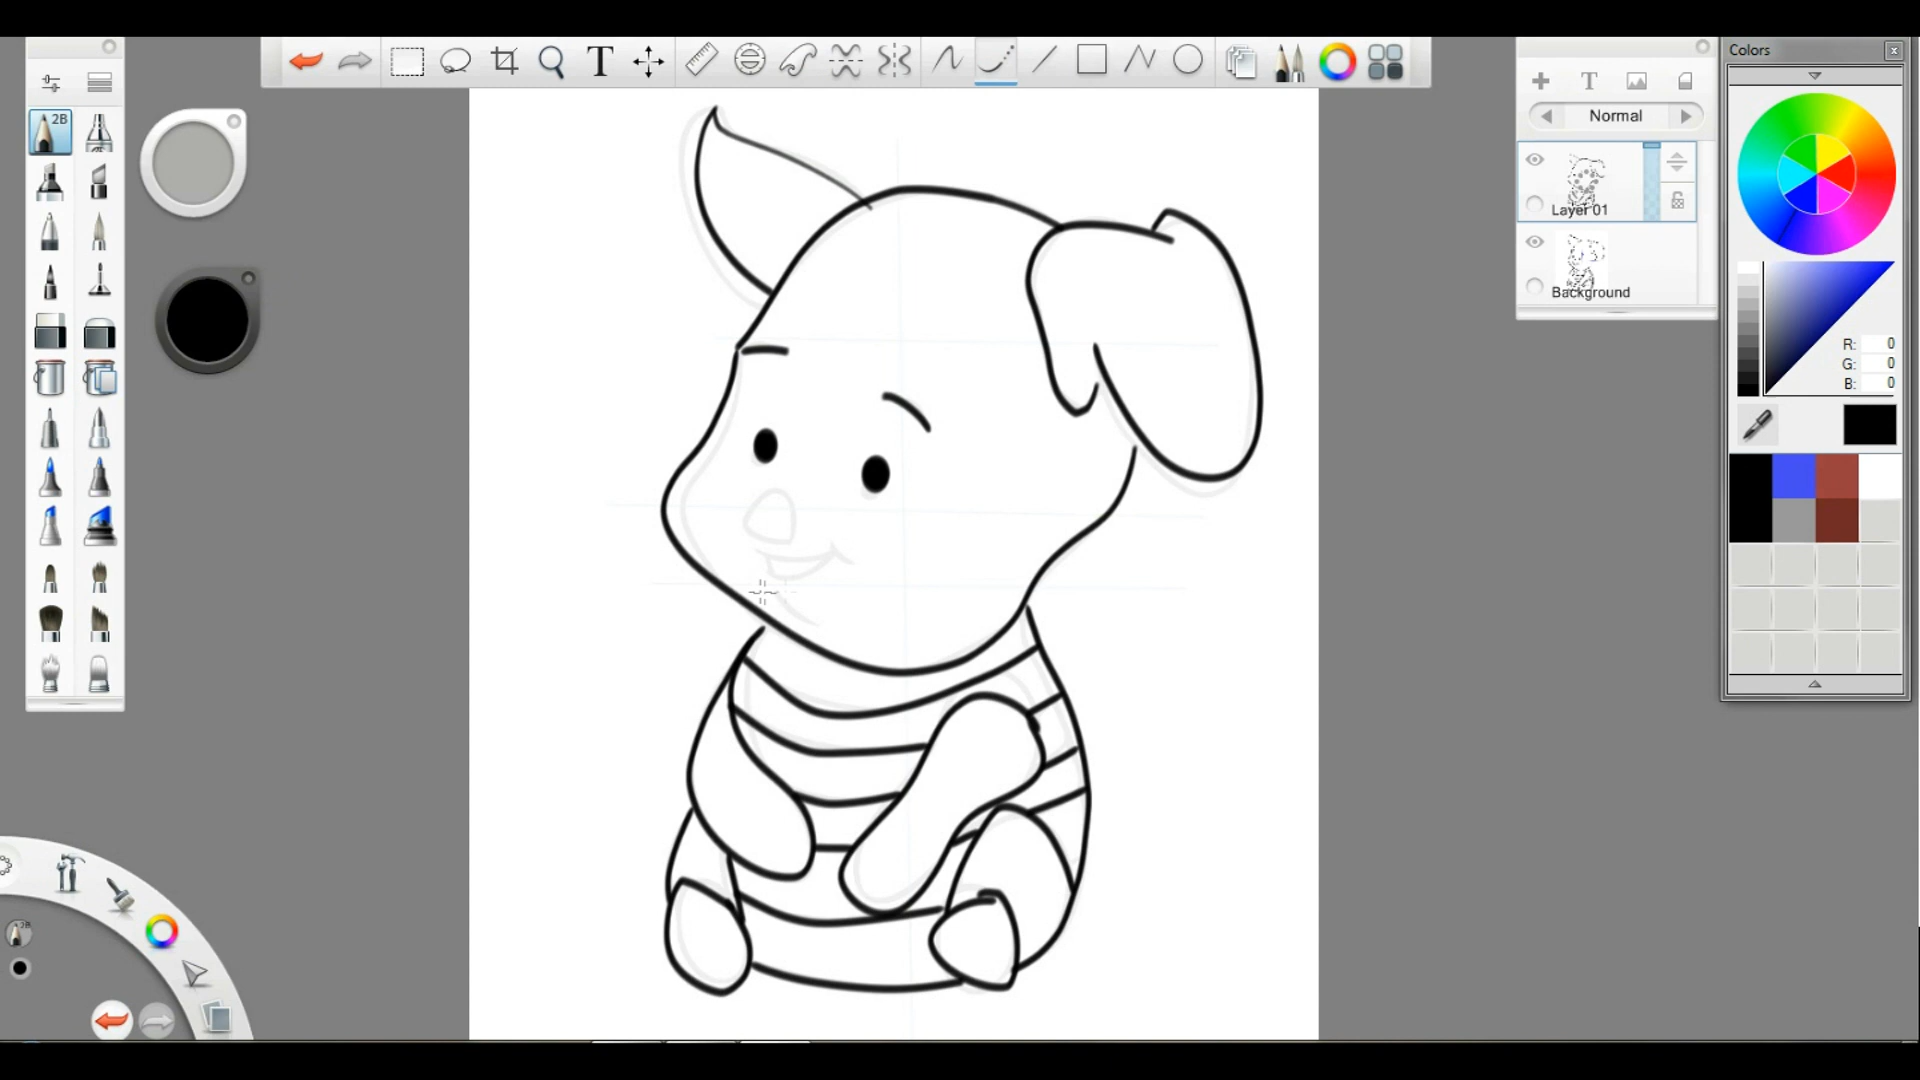 Colors
2B
T
T
Normal
Layer 01
Background
R: 0
G: 0
B: 0